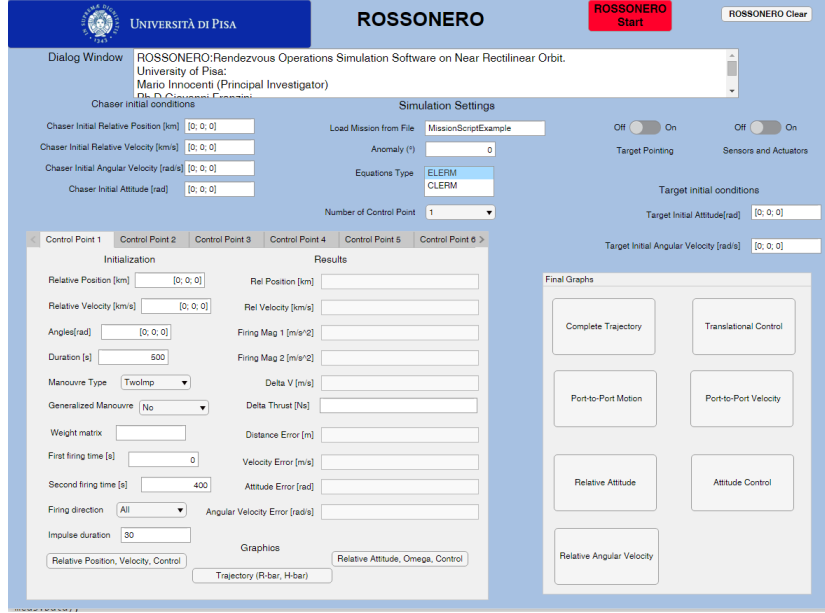 UNIVERSITÀ DI PISA
ROSSONERO
ROSSONERO
Start
ROSSONERO Clear
Dialog Window
ROSSONERO:Rendezvous Operations Simulation Software on Near Rectilinear Orbit.
University of Pisa:
Mario Innocenti (Principal Investigator)
Ph.D Giovanni Franzini
Chaser initial conditions
Chaser Initial Relative Position [km] [0; 0; 0]
Chaser Initial Relative Velocity [km/s] [0; 0; 0]
Chaser Initial Angular Velocity [rad/s] [0; 0; 0]
Chaser Initial Attitude [rad] [0; 0; 0]
Simulation Settings
Load Mission from File MissionScriptExample
Anomaly (°) 0
Equations Type ELERM
CLERM
Number of Control Point 1
Off On
Target Pointing
Off On
Sensors and Actuators
Target initial conditions
Target Initial Attitude[rad] [0; 0; 0]
Target Initial Angular Velocity [rad/s] [0; 0; 0]
< Control Point 1 Control Point 2 Control Point 3 Control Point 4 Control Point 5 Control Point 6 >
Initialization
Relative Position [km] [0; 0; 0]
Relative Velocity [km/s] [0; 0; 0]
Angles[rad] [0; 0; 0]
Duration [s] 500
Manouvre Type TwoImp
Generalized Manouvre No
Weight matrix
First firing time [s] 0
Second firing time [s] 400
Firing direction All
Impulse duration 30
Results
Rel Position [km]
Rel Velocity [km/s]
Firing Mag 1 [m/s^2]
Firing Mag 2 [m/s^2]
Delta V [m/s]
Delta Thrust [Ns]
Distance Error [m]
Velocity Error [m/s]
Attitude Error [rad]
Angular Velocity Error [rad/s]
Graphics
Relative Position, Velocity, Control
Trajectory (R-bar, H-bar)
Relative Attitude, Omega, Control
Final Graphs
Complete Trajectory
Translational Control
Port-to-Port Motion
Port-to-Port Velocity
Relative Attitude
Attitude Control
Relative Angular Velocity